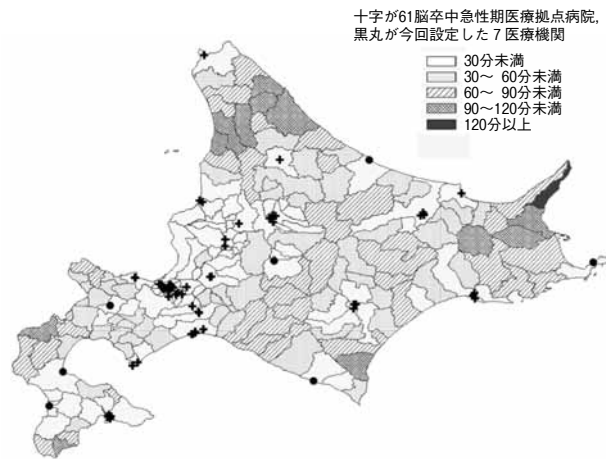 十字が61脳卒中急性期医療拠点病院,
黒丸が今回設定した7医療機関
30分未満
30～ 60分未満
60～ 90分未満
90～120分未満
120分以上